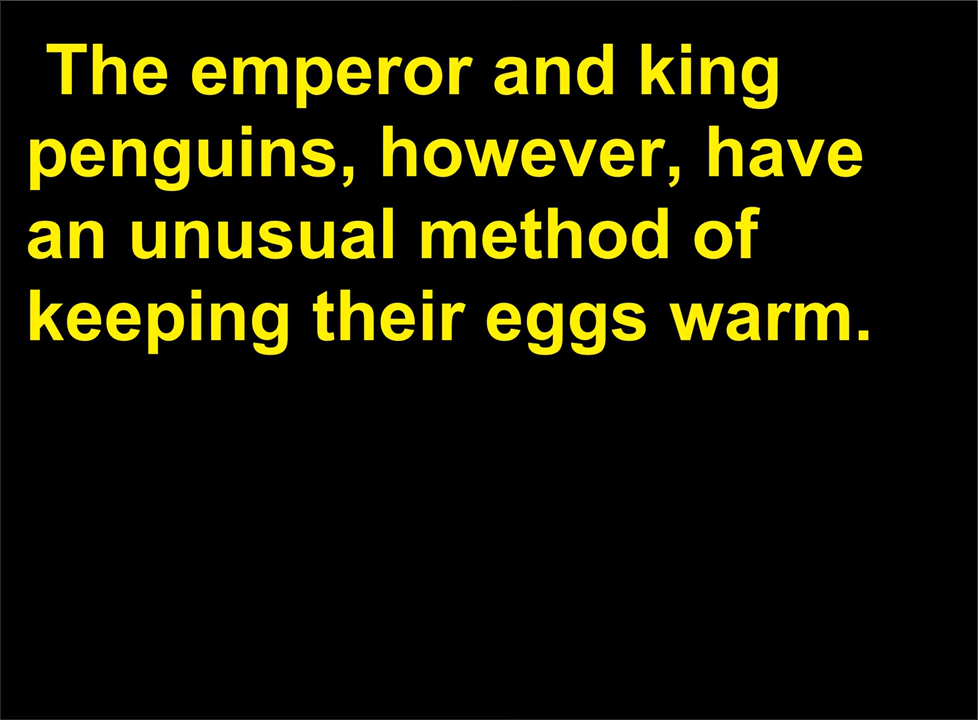 The emperor and king
penguins, however, have
an unusual method of
keeping their eggs warm.